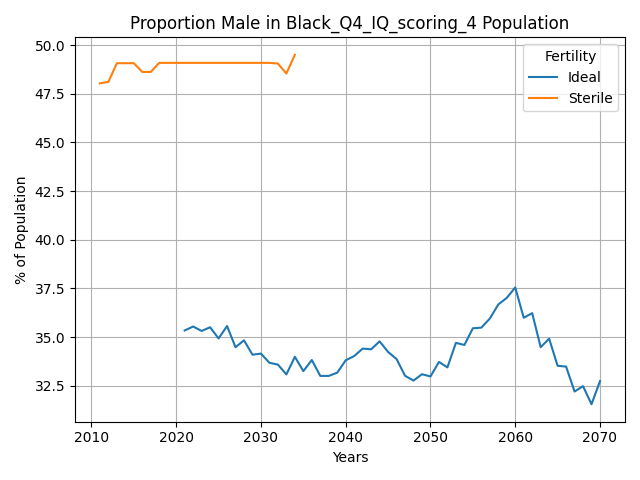 Proportion Male in Black_Q4_IQ_scoring_4 Population
50.0
47.5
45.0
42.5
40.0
37.5
35.0
32.5
% of Population
Fertility
Ideal
Sterile
2010 2020 2030 2040 2050 2060 2070
Years